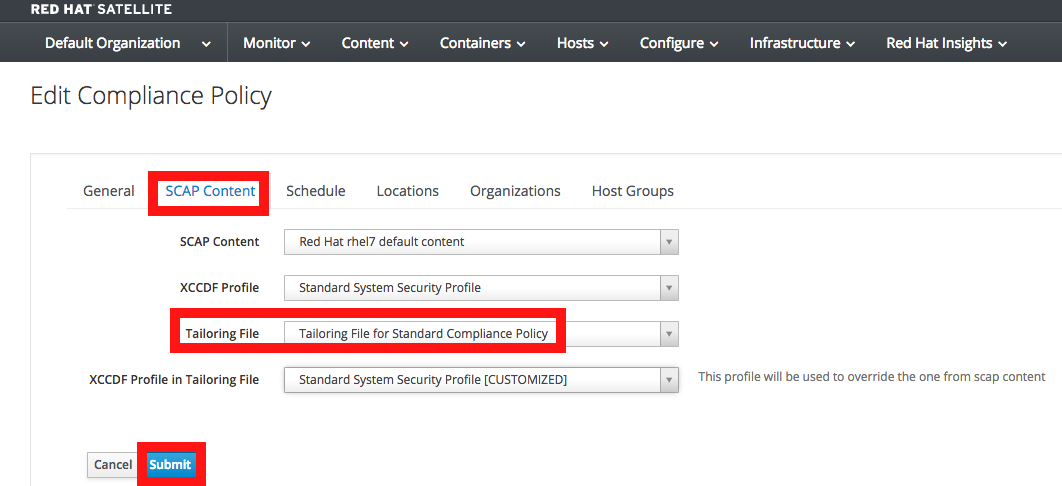 RED HAT SATELLITE
Default Organization Monitor Content Containers Hosts Configure Infrastructure Red Hat Insights
Edit Compliance Policy
General SCAP Content Schedule Locations Organizations Host Groups
SCAP Content Red Hat rhel7 default content
XCCDF Profile Standard System Security Profile
Tailoring File Tailoring File for Standard Compliance Policy
XCCDF Profile in Tailoring File Standard System Security Profile [CUSTOMIZED] This profile will be used to override the one from scap content
Cancel Submit